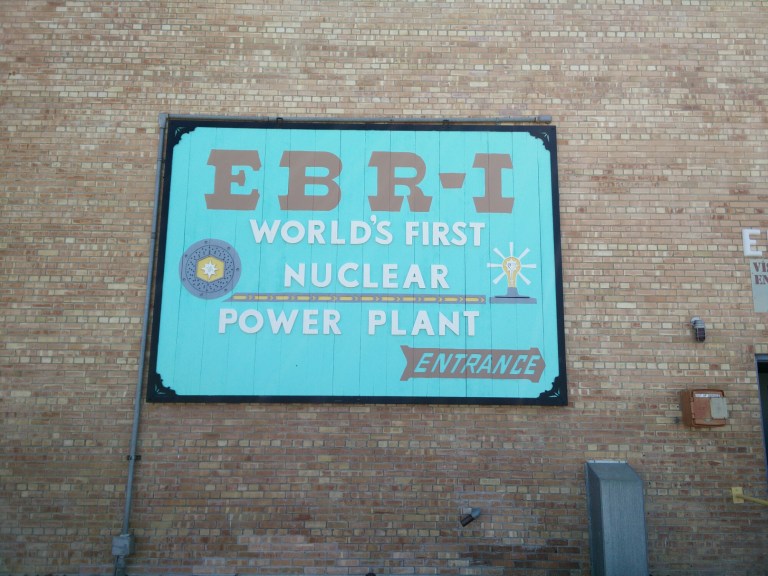 EBR-I
WORLD'S FIRST
NUCLEAR
POWER PLANT
ENTRANCE